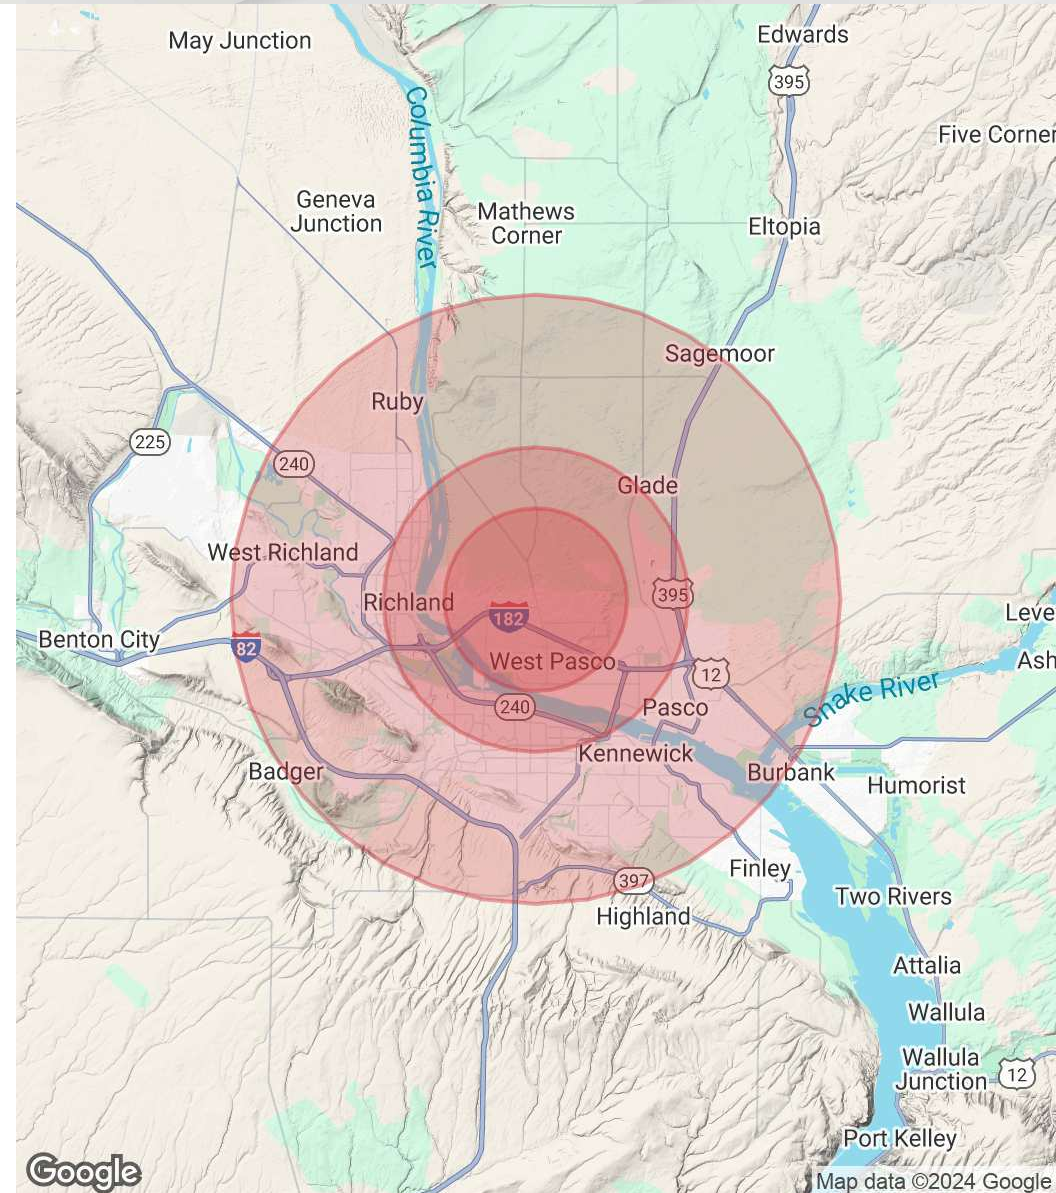 May Junction
Edwards
395
Columbia River
Five Corner
Geneva
Junction
Mathews
Corner
Eltopia
Sagemoor
Ruby
225
240
Glade
West Richland
395
Richland
182
Leve
Benton City
82
West Pasco
12
Ash
Snake River
240
Pasco
Kennewick
Badger
Burbank
Humorist
Finley
397
Two Rivers
Highland
Attalia
Wallula
Wallula
Junction
12
Port Kelley
Google
Map data ©2024 Google